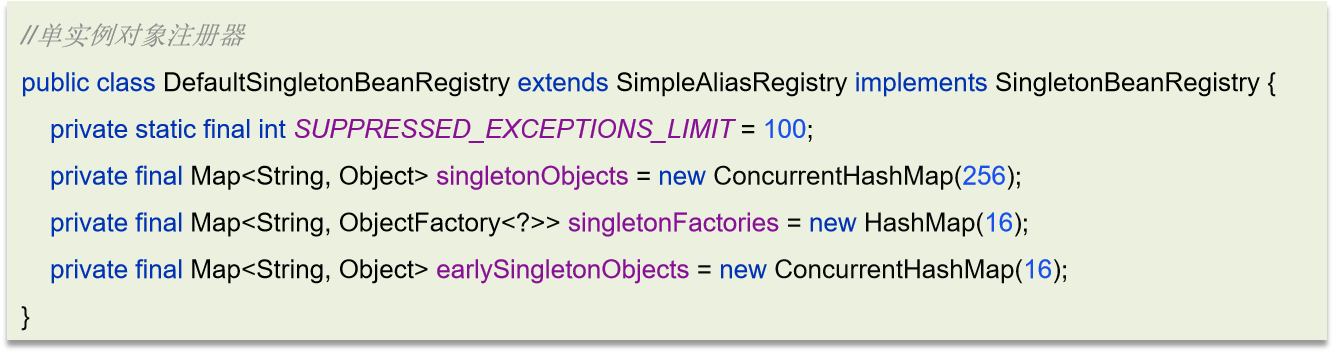 //单实例对象注册器
public class DefaultSingletonBeanRegistry extends SimpleAliasRegistry implements SingletonBeanRegistry {
private static final int SUPPRESSED_EXCEPTIONS_LIMIT = 100;
private final Map<String, Object> singletonObjects = new ConcurrentHashMap(256);
private final Map<String, ObjectFactory<?>> singletonFactories = new HashMap(16);
private final Map<String, Object> earlySingletonObjects = new ConcurrentHashMap(16);
}